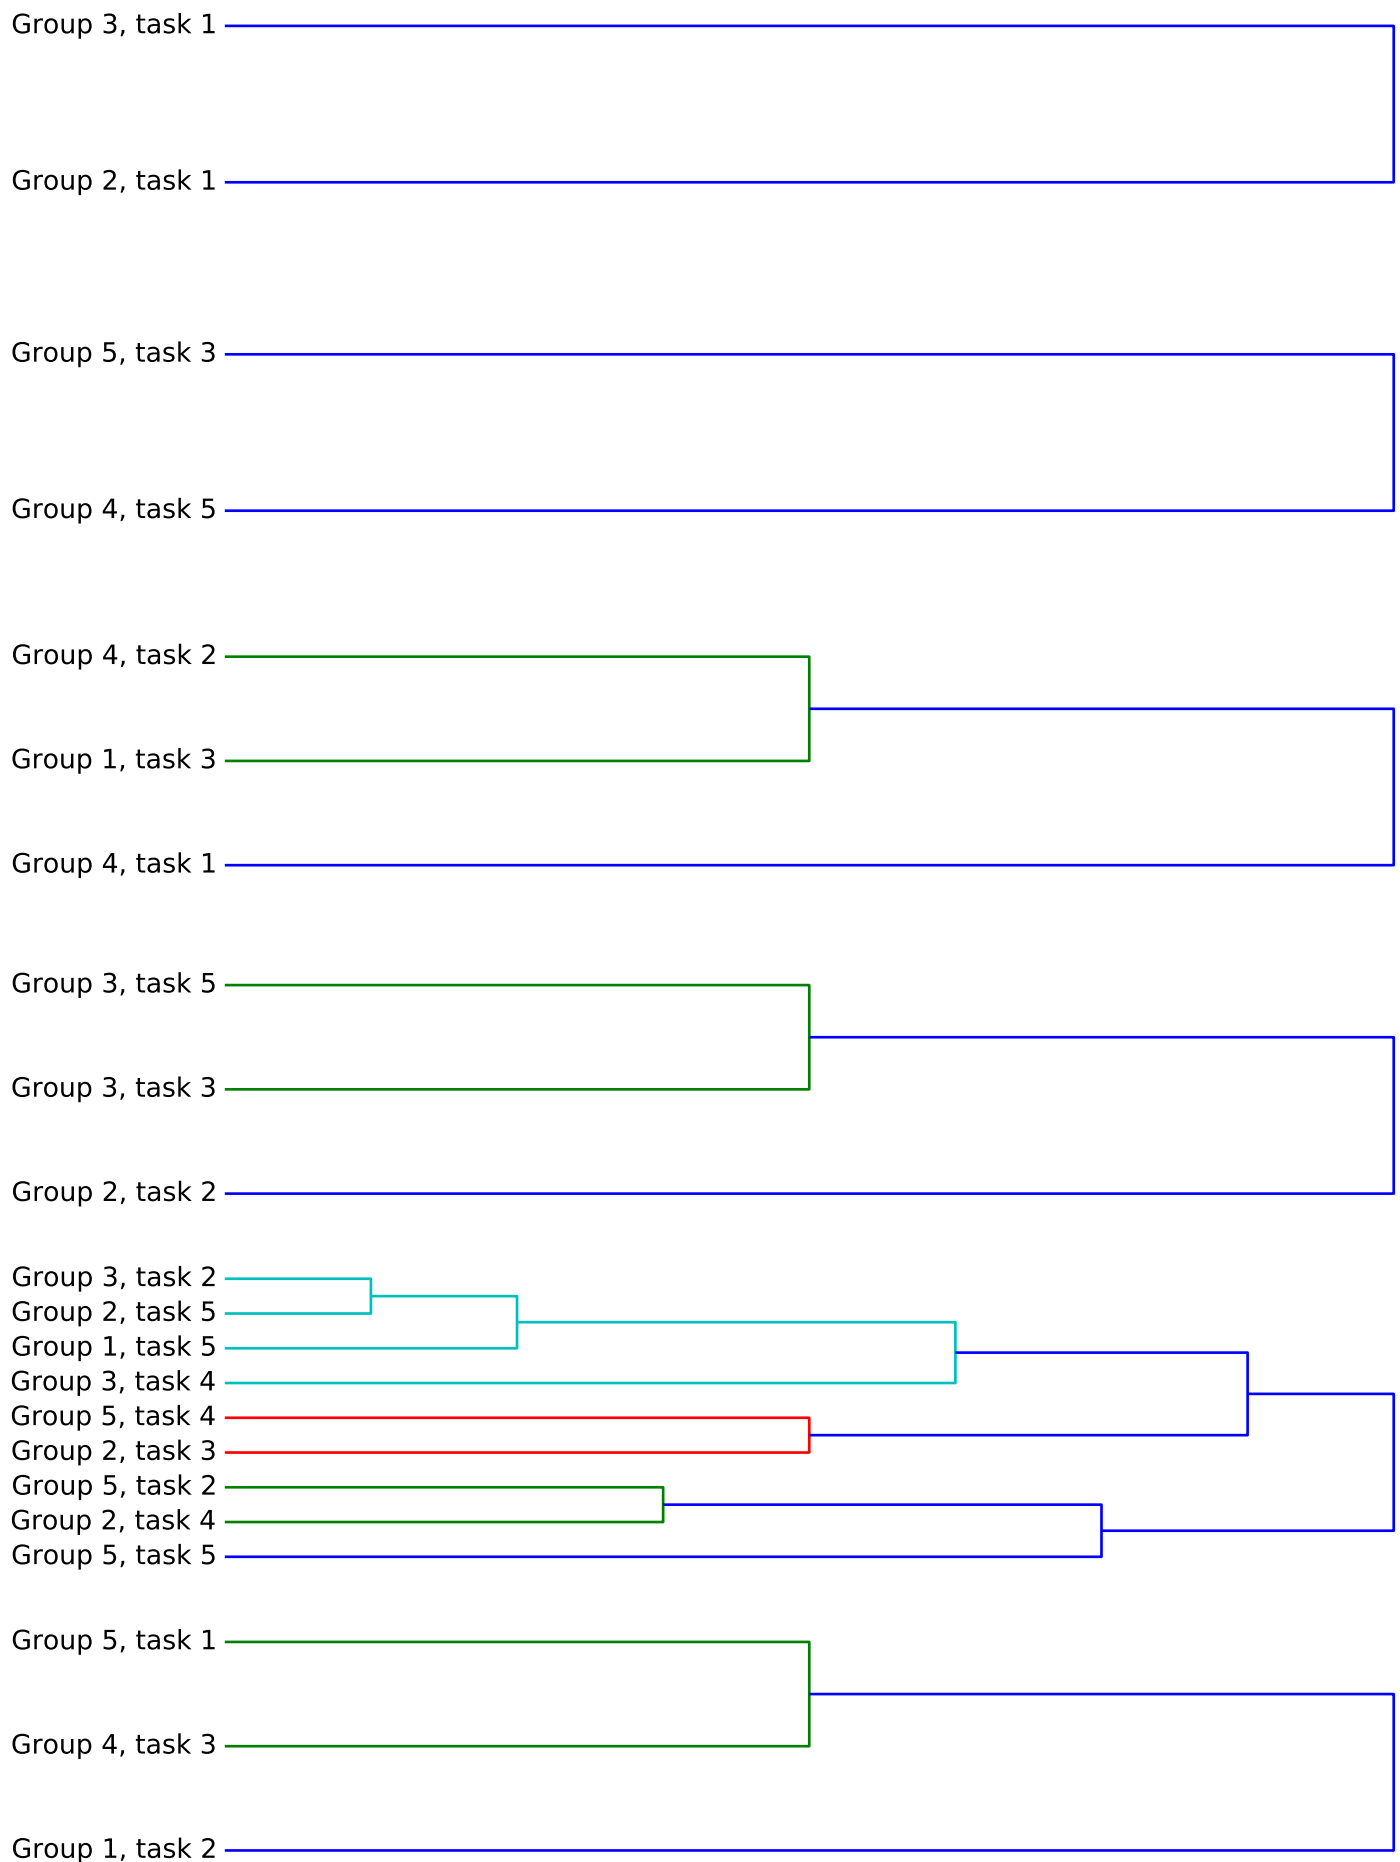 Group 3, task 1
Group 2, task 1
Group 5, task 3
Group 4, task 5
Group 4, task 2
Group 1, task 3
Group 4, task 1
Group 3, task 5
Group 3, task 3
Group 2, task 2
Group 3, task 2
Group 2, task 5
Group 1, task 5
Group 3, task 4
Group 5, task 4
Group 2, task 3
Group 5, task 2
Group 2, task 4
Group 5, task 5
Group 5, task 1
Group 4, task 3
Group 1, task 2